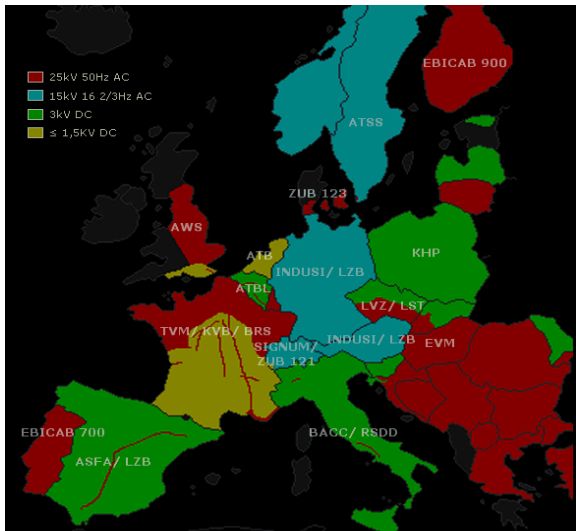 EBICAB 900
25kV 50Hz AC
15kV 16 2/3Hz AC
3kV DC
≤ 1,5KV DC
ATSS
ZUB 123
AWS
ATB
KHP
INDUSI/ LZB
ATBL
LVZ/ LST
TVM/ KVB/ BRS
INDUSI/ LZB
EVM
SIGNUM/
ZUB 121
EBICAB 700
BACC/ RSDD
ASFA/ LZB